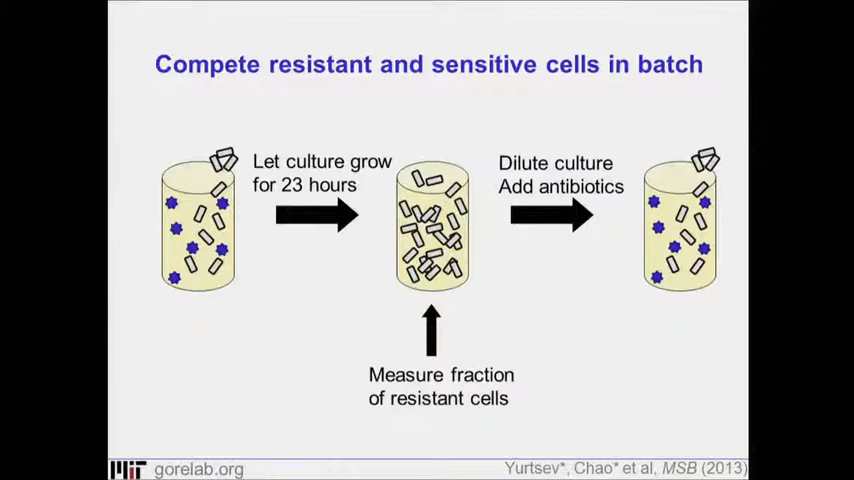 Compete resistant and sensitive cells in batch
Let culture grow
for 23 hours
Dilute culture
Add antibiotics
Measure fraction
of resistant cells
MIT gorelab.org
Yurtsev*, Chao* et al, MSB (2013)